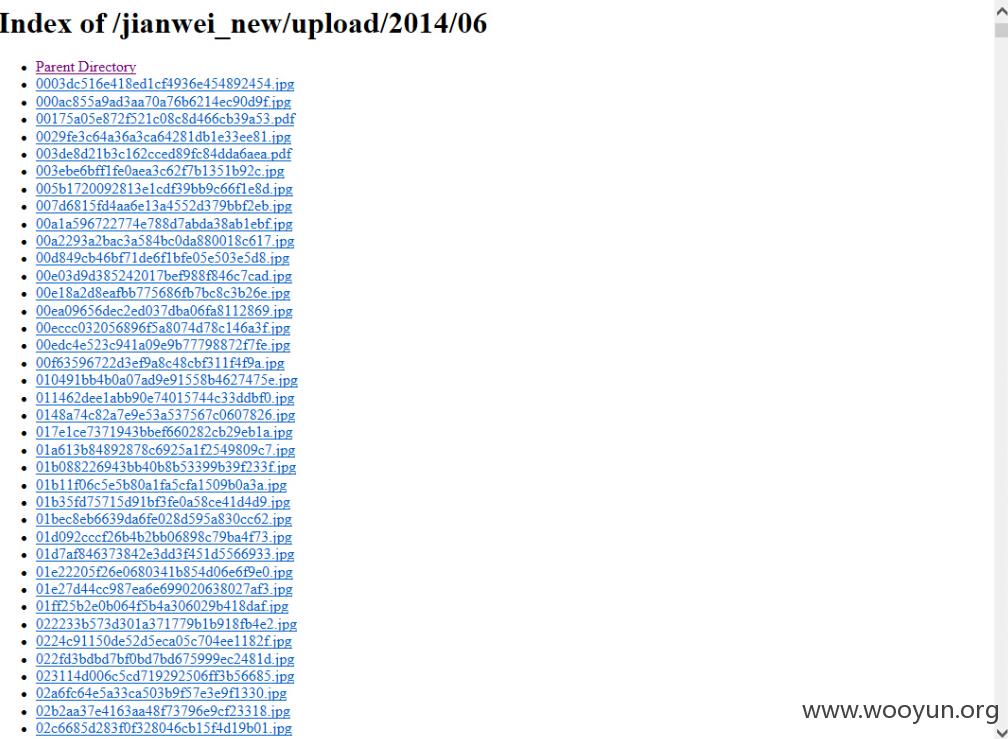 Index of /jianwei_new/upload/2014/06
Parent Directory
0003dc516e418ed1cf4936e454892454.jpg
000ac855a9ad3aa70a76b6214ec90d9f.jpg
00175a05e872f521c08c8d466cb39a53.pdf
0029fe3c64a36a3ca64281db1e33ee81.jpg
003de8d21b3c162cced89fc84dda6aea.pdf
003ebe6bff1fe0aea3c62f7b1351b92c.jpg
005b1720092813e1cdf39bb9c66f1e8d.jpg
007d6815fd4aa6e13a4552d379bbf2eb.jpg
00a1a596722774e788d7abda38ab1ebf.jpg
00a2293a2bac3a584bc0da880018c617.jpg
00d849cb46bf71de6f1bfe05e503e5d8.jpg
00e03d9d385242017bef988f846c7cad.jpg
00e18a2d8eafbb775686fb7bc8c3b26e.jpg
00ea09656dec2ed037dba06fa8112869.jpg
00eccc032056896f5a8074d78c146a3f.jpg
00edc4e523c941a09e9b77798872f7fe.jpg
00f63596722d3ef9a8c48cbf311f4f9a.jpg
010491bb4b0a07ad9e91558b4627475e.jpg
011462dee1abb90e74015744c33ddbf0.jpg
0148a74c82a7e9e53a537567c0607826.jpg
017e1ce7371943bbef660282cb29eb1a.jpg
01a613b84892878c6925a1f2549809c7.jpg
01b088226943bb40b8b53399b39f233f.jpg
01b11f06c5e5b80a1fa5cfa1509b0a3a.jpg
01b35fd75715d91bf3fe0a58ce41d4d9.jpg
01bec8eb6639da6fe028d595a830cc62.jpg
01d092cccf26b4b2bb06898c79ba4f73.jpg
01d7af846373842e3dd3f451d5566933.jpg
01e22205f26e0680341b854d06e6f9e0.jpg
01e27d44cc987ea6e699020638027af3.jpg
01ff25b2e0b064f5b4a306029b418daf.jpg
022233b573d301a371779b1b918fb4e2.jpg
0224c91150de52d5eca05c704ee1182f.jpg
022fd3bdbd7bf0bd7bd675999ec2481d.jpg
023114d006c5cd719292506ff3b56685.jpg
02a6fc64e5a33ca503b9f57e3e9f1330.jpg
02b2aa37e4163aa48f73796e9cf23318.jpg
02c6685d283f0f328046cb15f4d19b01.jpg
www.wooyun.org